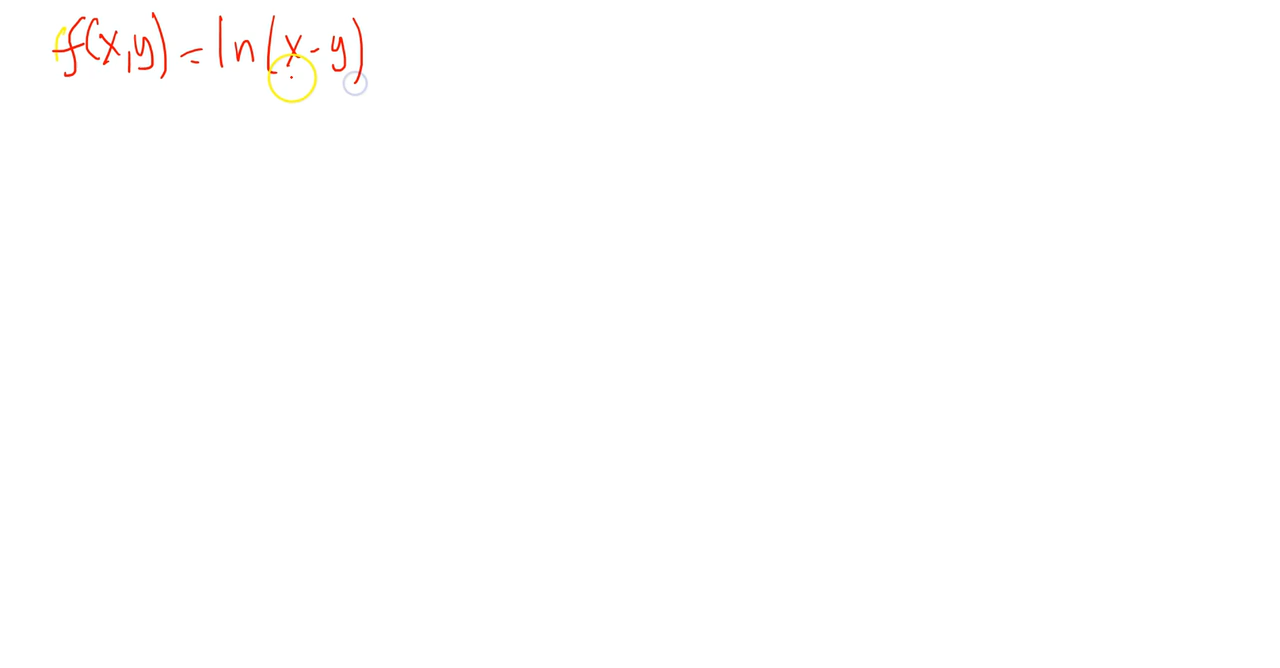 f(x,y) = ln(x-y)